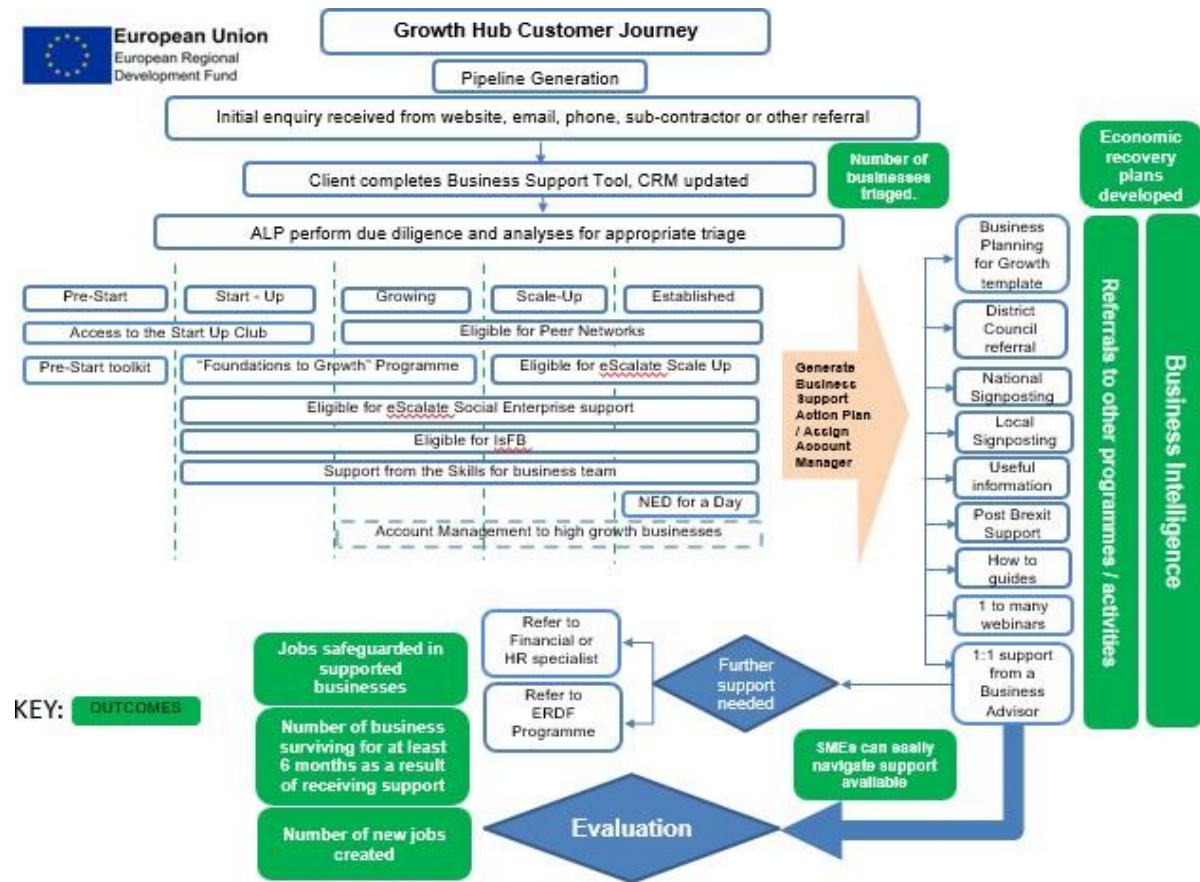 European Union
European Regional
Development Fund
Growth Hub Customer Journey
Pipeline Generation
Initial enquiry received from website, email, phone, sub-contractor or other referral
Client completes Business Support Tool, CRM updated
ALP perform due diligence and analyses for appropriate triage
Number of
businesses
triaged.
Economic
recovery
plans
developed
Pre-Start
Start - Up
Growing
Scale-Up
Established
Access to the Start Up Club
Eligible for Peer Networks
Pre-Start toolkit
"Foundations to Growth" Programme
Eligible for eScalate Scale Up
Eligible for eScalate Social Enterprise support
Eligible for IsFB
Support from the Skills for business team
NED for a Day
Account Management to high growth businesses
Generate
Business
Support
Action Plan
/ Assign
Account
Manager
Business
Planning
for Growth
template
District
Council
referral
National
Signposting
Local
Signposting
Useful
information
Post Brexit
Support
How to
guides
1 to many
webinars
1:1 support
from a
Business
Advisor
Referrals to other programmes / activities
Business Intelligence
Further
support
needed
Refer to
Financial or
HR specialist
Refer to
ERDF
Programme
Jobs safeguarded in
supported
businesses
KEY: OUTCOMES
Number of business
surviving for at least
6 months as a result
of receiving support
Number of new jobs
created
SMEs can easily
navigate support
available
Evaluation